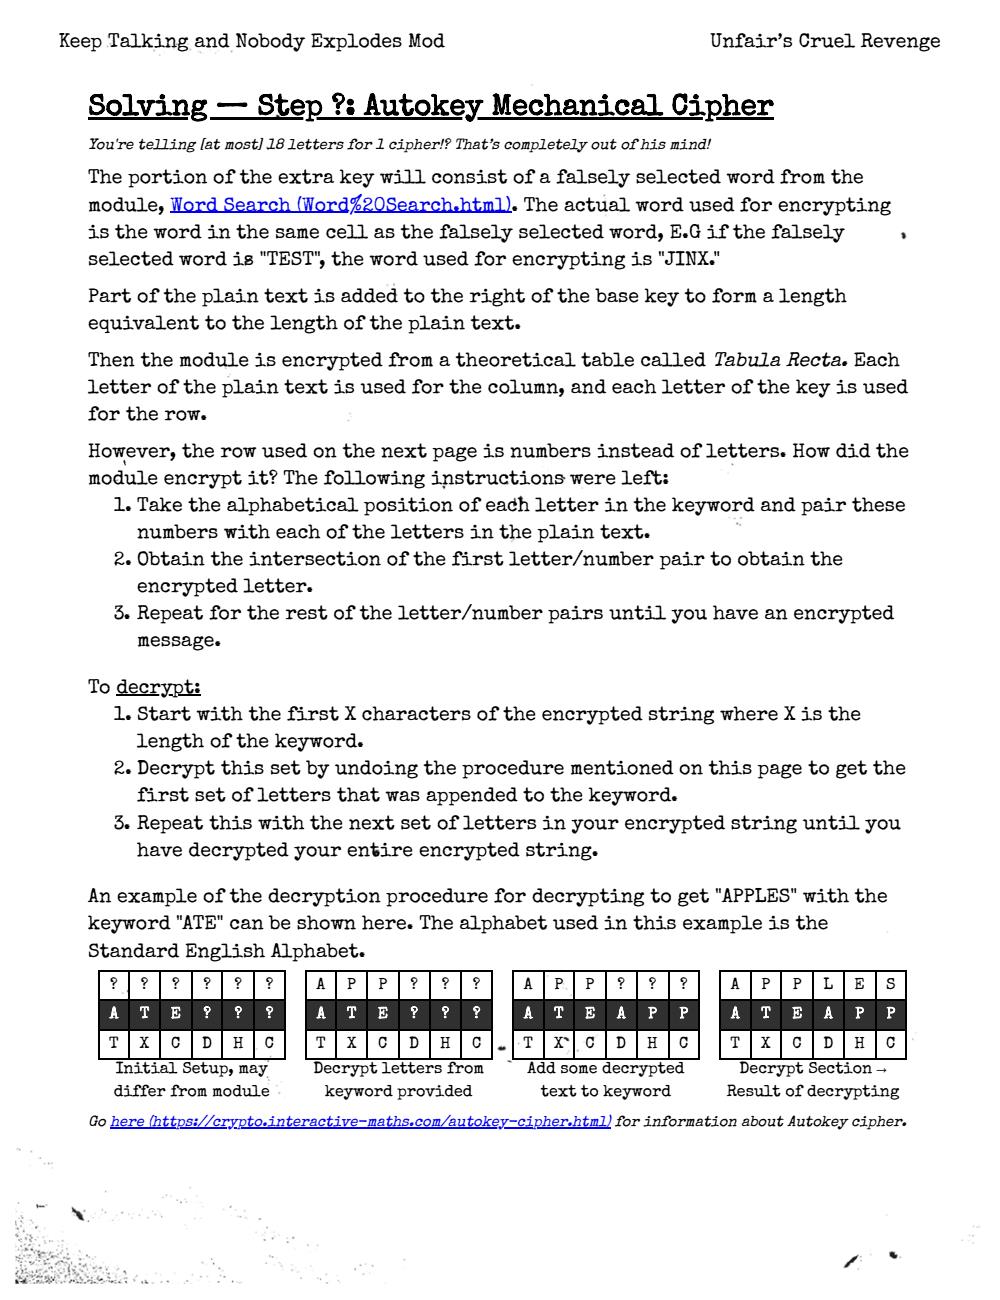 Keep Talking and Nobody Explodes Mod
Unfair's Cruel Revenge
Solving — Step ?: Autokey Mechanical Cipher
You're telling [at most] 18 letters for 1 cipher!? That's completely out of his mind!
The portion of the extra key will consist of a falsely selected word from the
module, Word Search (Word%20Search.html). The actual word used for encrypting
is the word in the same cell as the falsely selected word, E.G if the falsely
selected word is "TEST", the word used for encrypting is "JINX."
Part of the plain text is added to the right of the base key to form a length
equivalent to the length of the plain text.
Then the module is encrypted from a theoretical table called Tabula Recta. Each
letter of the plain text is used for the column, and each letter of the key is used
for the row.
However, the row used on the next page is numbers instead of letters. How did the
module encrypt it? The following instructions were left:
1. Take the alphabetical position of each letter in the keyword and pair these
numbers with each of the letters in the plain text.
2. Obtain the intersection of the first letter/number pair to obtain the
encrypted letter.
3. Repeat for the rest of the letter/number pairs until you have an encrypted
message.
To decrypt:
1. Start with the first X characters of the encrypted string where X is the
length of the keyword.
2. Decrypt this set by undoing the procedure mentioned on this page to get the
first set of letters that was appended to the keyword.
3. Repeat this with the next set of letters in your encrypted string until you
have decrypted your entire encrypted string.
An example of the decryption procedure for decrypting to get "APPLES" with the
keyword "ATE" can be shown here. The alphabet used in this example is the
Standard English Alphabet.
? ? ? ? ? ?
A T E ? ? ?
T X C D H C
Initial Setup, may
differ from module
A P P ? ? ?
A T E ? ? ?
T X C D H C
Decrypt letters from
keyword provided
A P P ? ? ?
A T E A P P
T X C D H C
Add some decrypted
text to keyword
A P P L E S
A T E A P P
T X C D H C
Decrypt Section →
Result of decrypting
Go here (https://crypto.interactive-maths.com/autokey-cipher.html) for information about Autokey cipher.